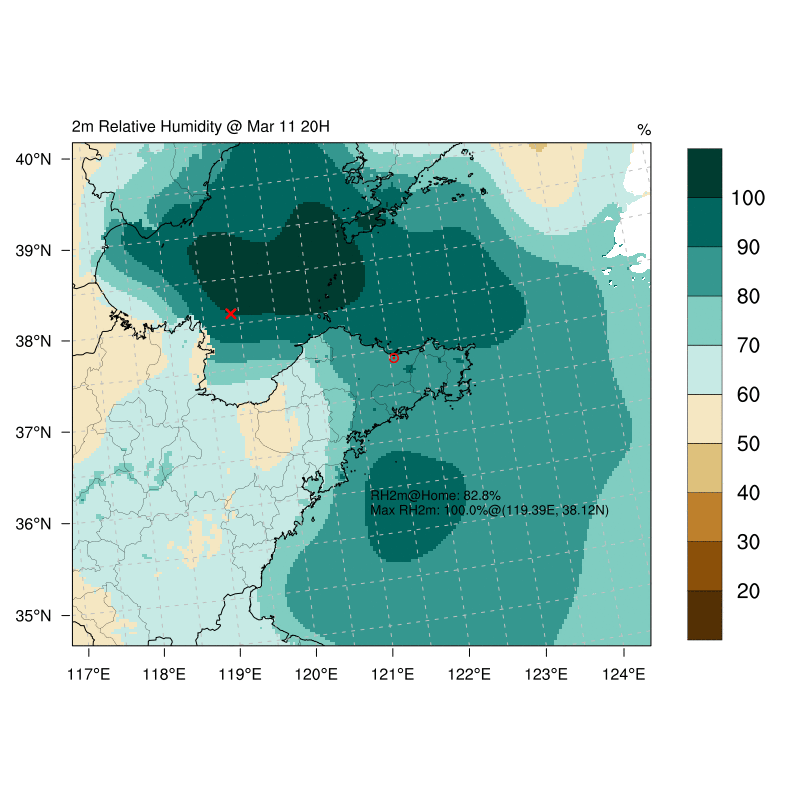 2m Relative Humidity @ Mar 11 20H
%
40°N
39°N
38°N
37°N
36°N
35°N
117°E
118°E
119°E
120°E
121°E
122°E
123°E
124°E
RH2m@Home: 82.8%
Max RH2m: 100.0%@(119.39E, 38.12N)
100
90
80
70
60
50
40
30
20